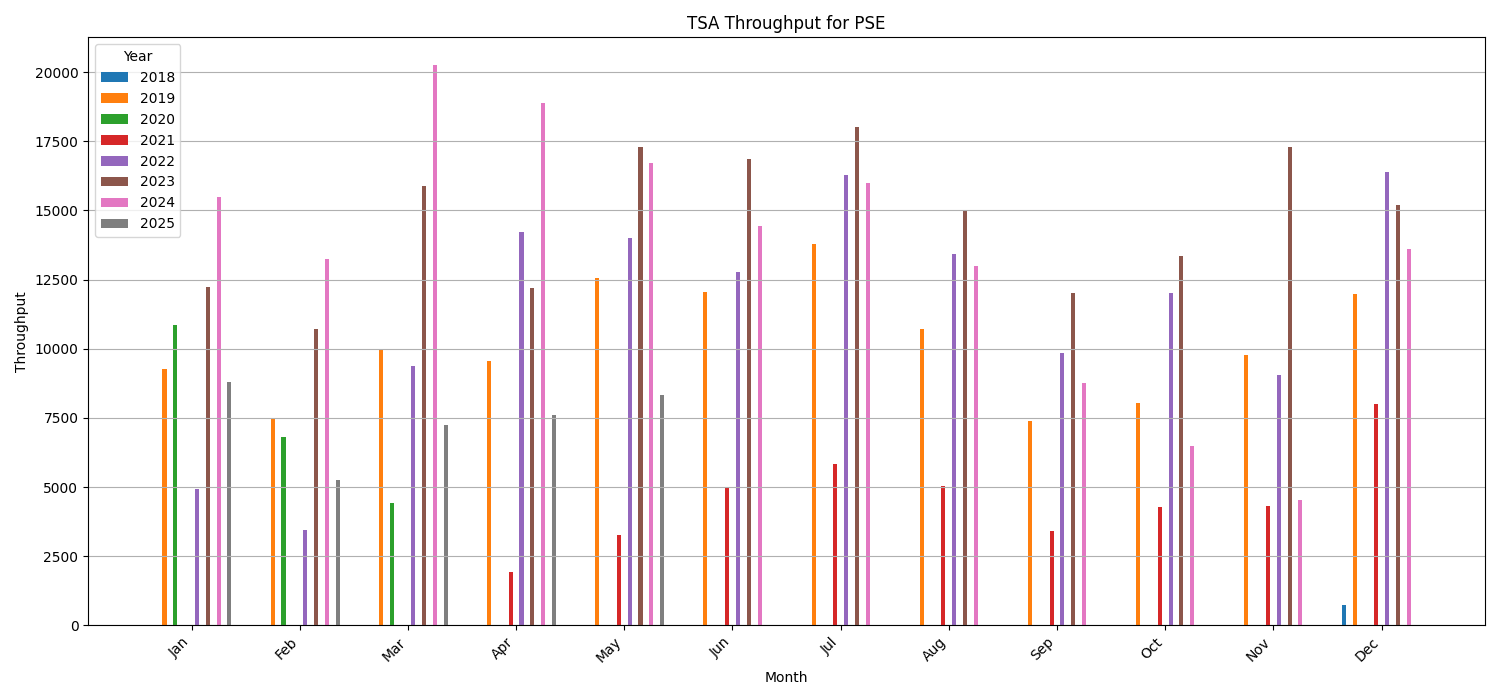 TSA Throughput for PSE
Year
2018
2019
2020
2021
2022
2023
2024
2025
Throughput
20000
17500
15000
12500
10000
7500
5000
2500
0
Jan
Feb
Mar
Apr
May
Jun
Jul
Aug
Sep
Oct
Nov
Dec
Month